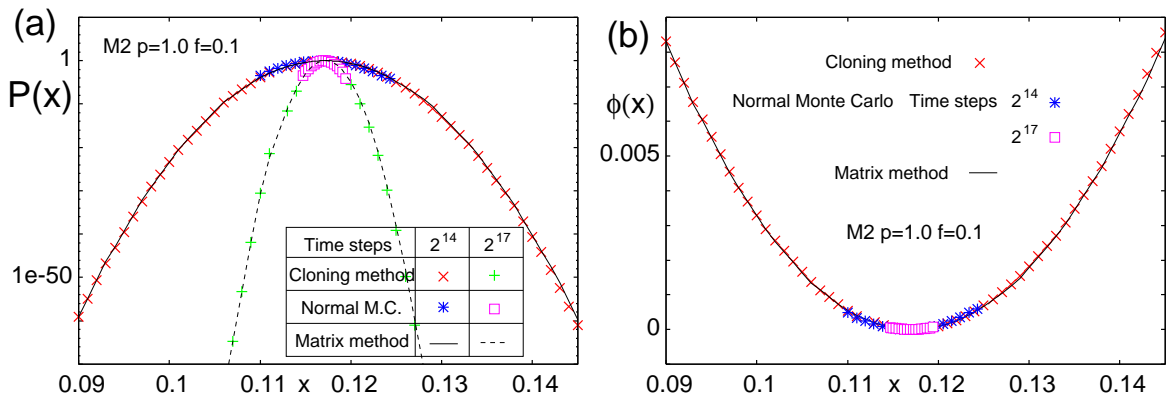 (a)
M2 p=1.0 f=0.1
1
P(x)
1e-50
Time steps 2^14 2^17
Cloning method
Normal M.C.
Matrix method
0.09 0.1 0.11 x 0.12 0.13 0.14
(b)
Cloning method
ϕ(x)
Normal Monte Carlo Time steps 2^14
2^17
0.005
Matrix method
M2 p=1.0 f=0.1
0
0.09 0.1 0.11 x 0.12 0.13 0.14